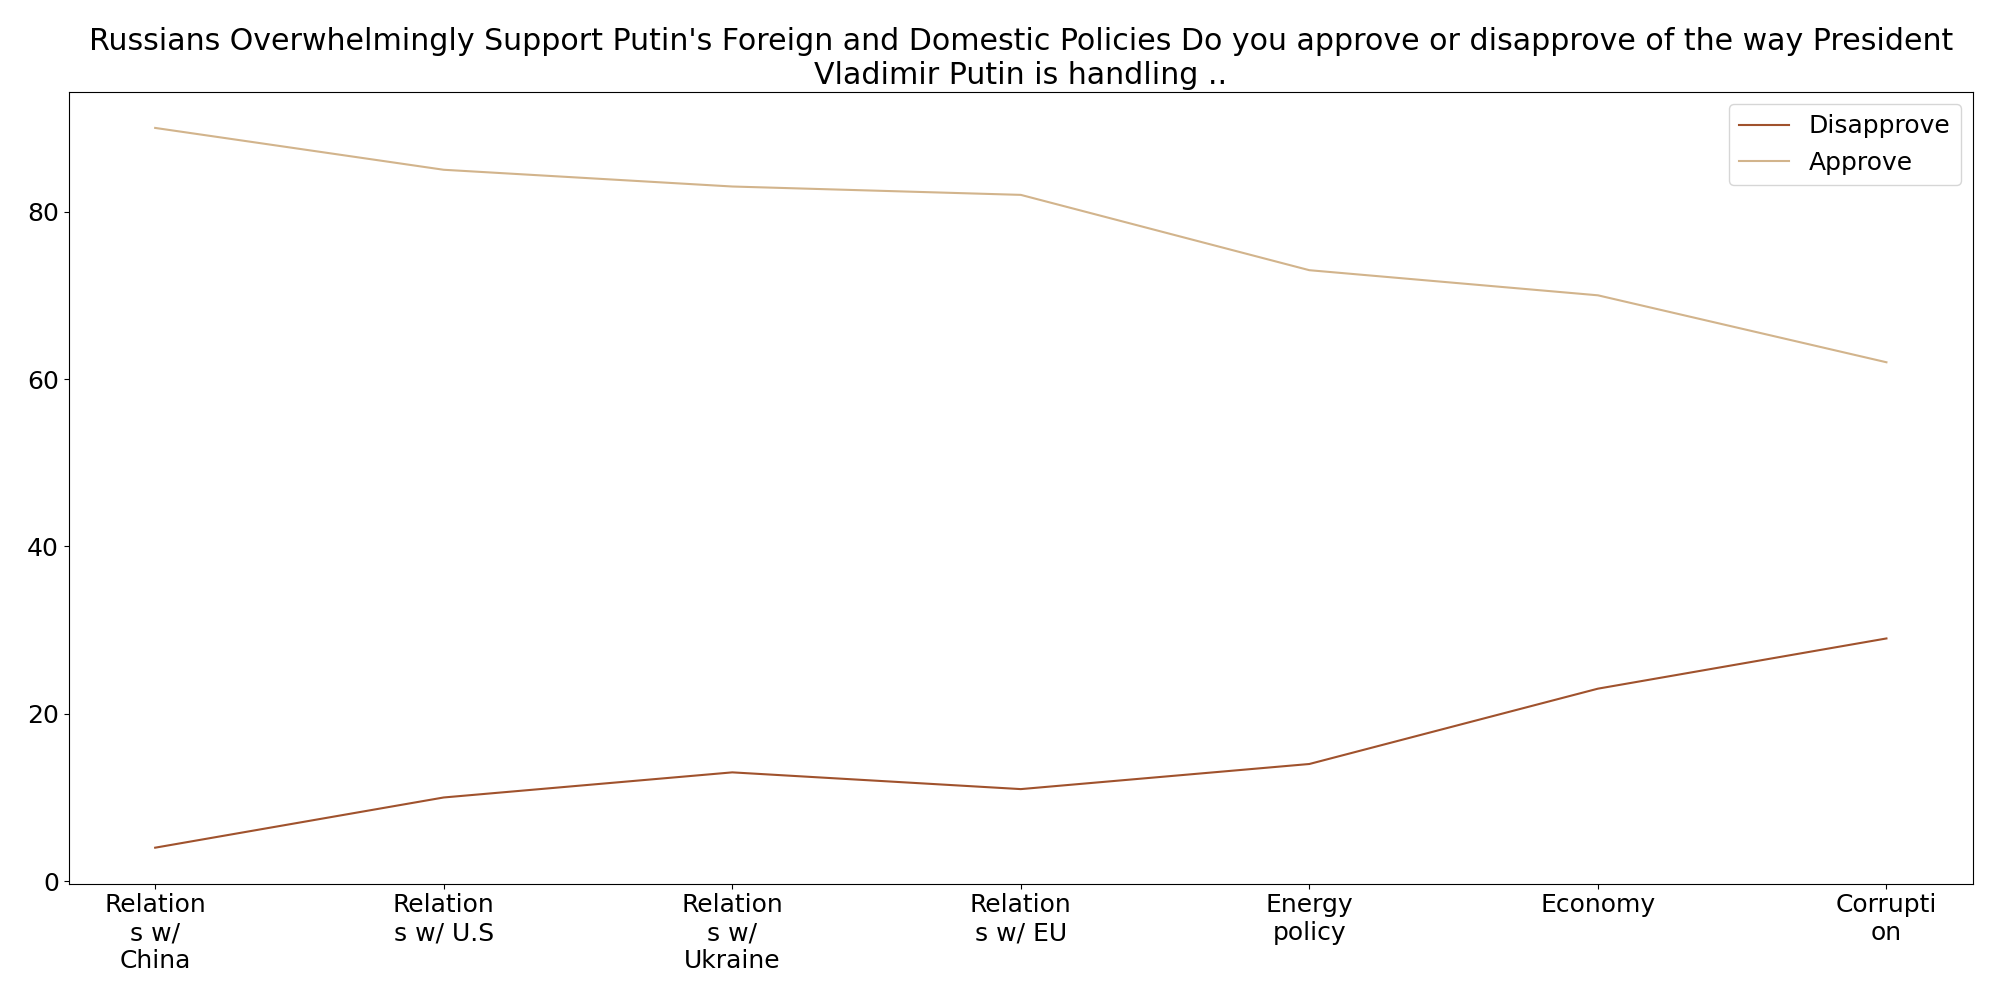 Russians Overwhelmingly Support Putin's Foreign and Domestic Policies Do you approve or disapprove of the way President
Vladimir Putin is handling ..
Disapprove
Approve
80
60
40
20
0
Relation
s w/
China
Relation
s w/ U.S
Relation
s w/
Ukraine
Relation
s w/ EU
Energy
policy
Economy
Corrupti
on